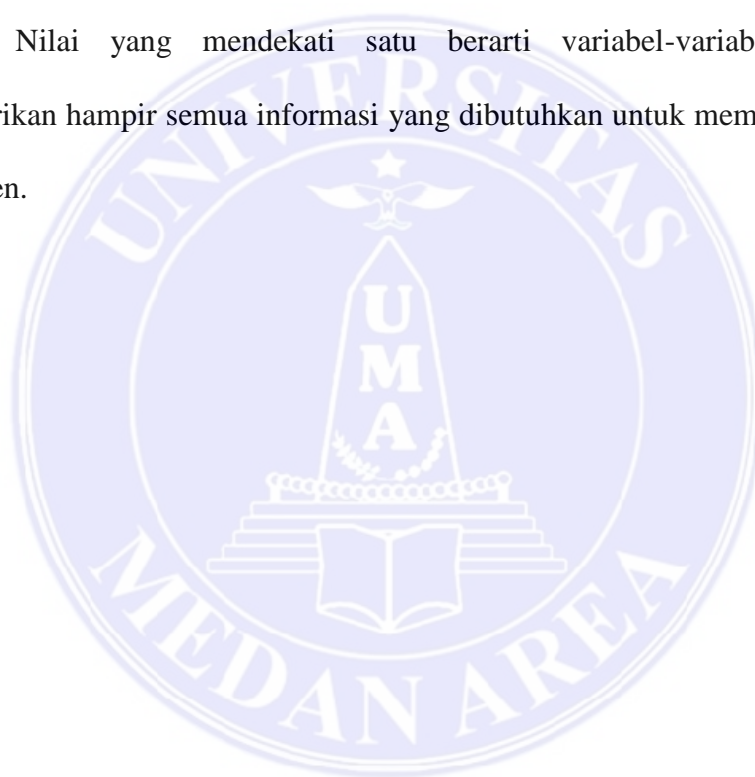 Nilai yang mendekati satu berarti variabel-variab
rikan hampir semua informasi yang dibutuhkan untuk mem
en.
UNIVERSITAS
UMA
MEDAN AREA